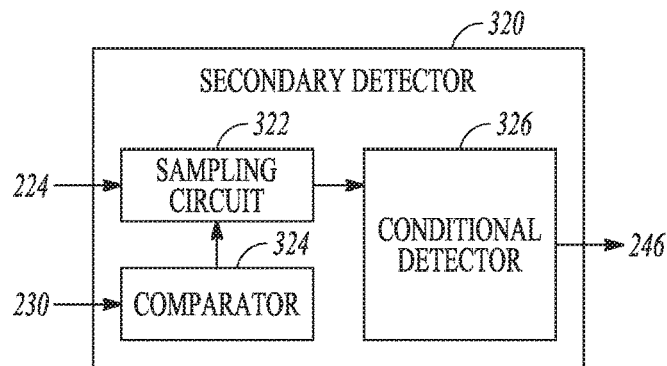 320
SECONDARY DETECTOR
322
326
224
SAMPLING
CIRCUIT
324
CONDITIONAL
DETECTOR
246
230
COMPARATOR